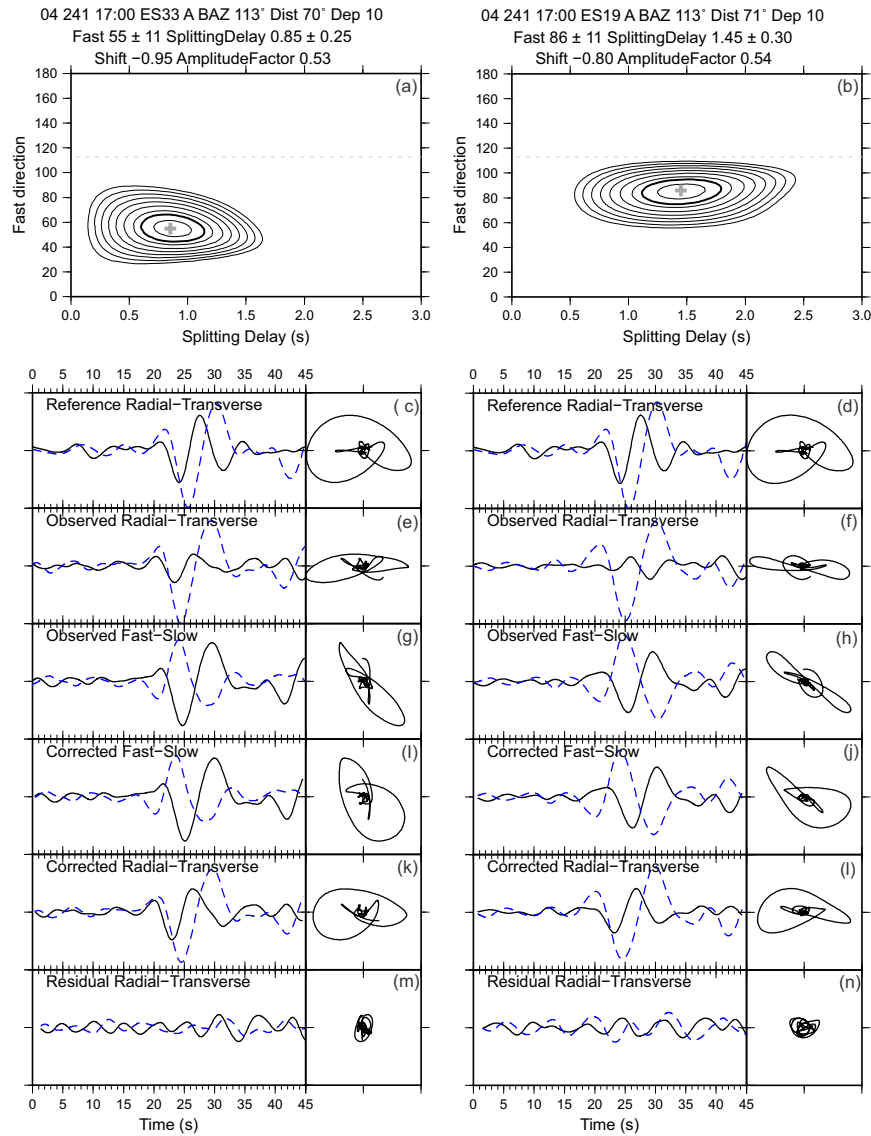 04 241 17:00 ES33 A BAZ 113° Dist 70° Dep 10
Fast 55 ± 11 SplittingDelay 0.85 ± 0.25
Shift −0.95 AmplitudeFactor 0.53
(a)
180
160
140
120
100
80
60
40
20
0
Fast direction
0.0 0.5 1.0 1.5 2.0 2.5 3.0
Splitting Delay (s)
04 241 17:00 ES19 A BAZ 113° Dist 71° Dep 10
Fast 86 ± 11 SplittingDelay 1.45 ± 0.30
Shift −0.80 AmplitudeFactor 0.54
(b)
180
160
140
120
100
80
60
40
20
0
Fast direction
0.0 0.5 1.0 1.5 2.0 2.5 3.0
Splitting Delay (s)
0 5 10 15 20 25 30 35 40 45
Reference Radial−Transverse ( c)
Observed Radial−Transverse (e)
Observed Fast−Slow (g)
Corrected Fast−Slow (I)
Corrected Radial−Transverse (k)
Residual Radial−Transverse (m)
0 5 10 15 20 25 30 35 40 45
Time (s)
0 5 10 15 20 25 30 35 40 45
Reference Radial−Transverse (d)
Observed Radial−Transverse (f)
Observed Fast−Slow (h)
Corrected Fast−Slow (j)
Corrected Radial−Transverse (l)
Residual Radial−Transverse (n)
0 5 10 15 20 25 30 35 40 45
Time (s)